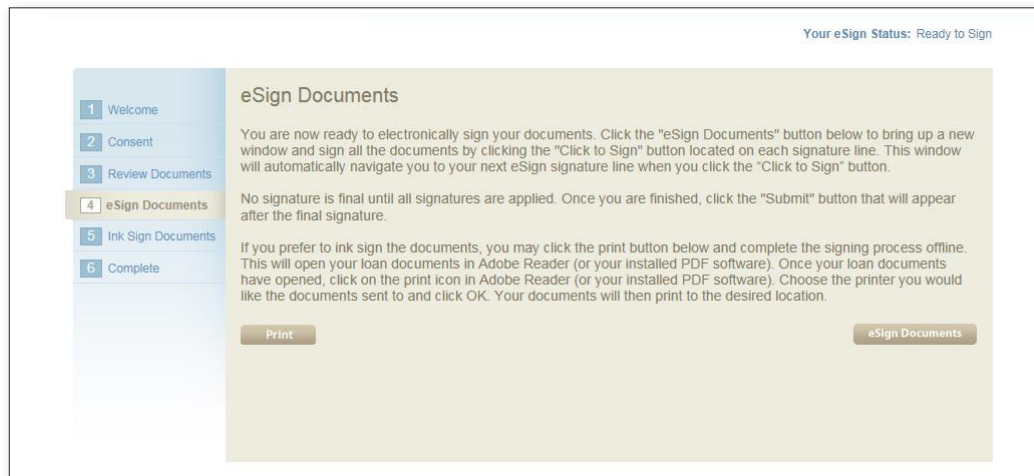 Your eSign Status: Ready to Sign
1 Welcome
2 Consent
3 Review Documents
4 eSign Documents
5 Ink Sign Documents
6 Complete
eSign Documents
You are now ready to electronically sign your documents. Click the "eSign Documents" button below to bring up a new
window and sign all the documents by clicking the "Click to Sign" button located on each signature line. This window
will automatically navigate you to your next eSign signature line when you click the “Click to Sign” button.
No signature is final until all signatures are applied. Once you are finished, click the "Submit" button that will appear
after the final signature.
If you prefer to ink sign the documents, you may click the print button below and complete the signing process offline.
This will open your loan documents in Adobe Reader (or your installed PDF software). Once your loan documents
have opened, click on the print icon in Adobe Reader (or your installed PDF software). Choose the printer you would
like the documents sent to and click OK. Your documents will then print to the desired location.
Print
eSign Documents